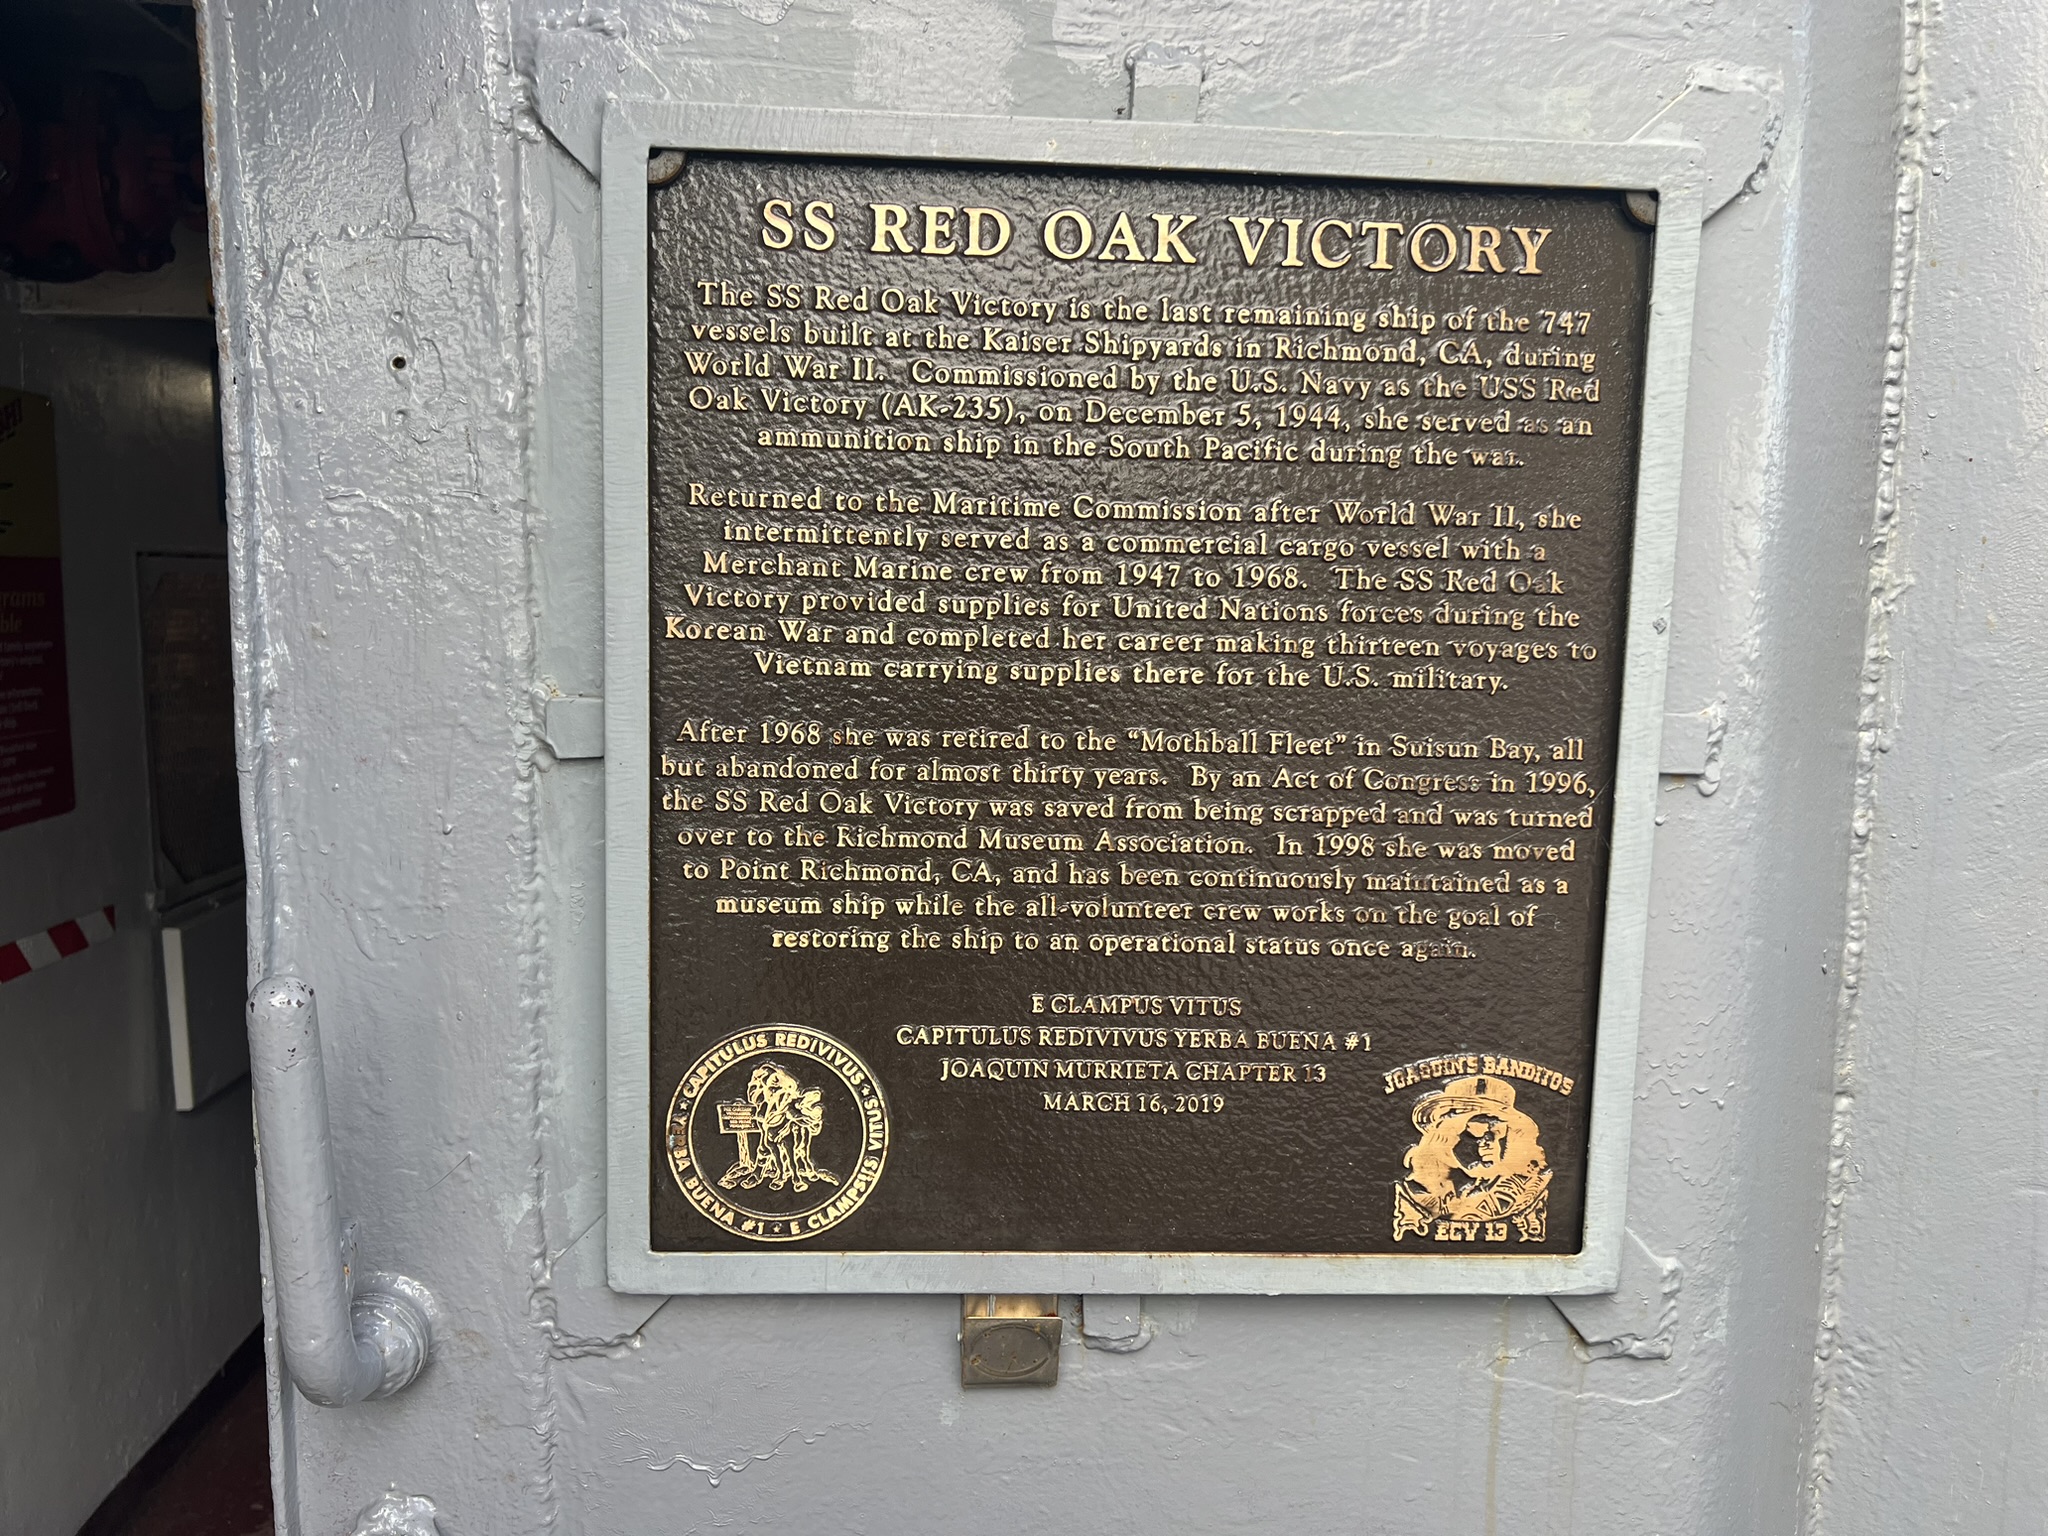 SS RED OAK VICTORY
The SS Red Oak Victory is the last remaining ship of the 747
vessels built at the Kaiser Shipyards in Richmond, CA, during
World War II. Commissioned by the U.S. Navy as the USS Red
Oak Victory (AK-235), on December 5, 1944, she served as an
ammunition ship in the South Pacific during the war.
Returned to the Maritime Commission after World War II, she
intermittently served as a commercial cargo vessel with a
Merchant Marine crew from 1947 to 1968. The SS Red Oak
Victory provided supplies for United Nations forces during the
Korean War and completed her career making thirteen voyages to
Vietnam carrying supplies there for the U.S. military.
After 1968 she was retired to the “Mothball Fleet” in Suisun Bay, all
but abandoned for almost thirty years. By an Act of Congress in 1996,
the SS Red Oak Victory was saved from being scrapped and was turned
over to the Richmond Museum Association. In 1998 she was moved
to Point Richmond, CA, and has been continuously maintained as a
museum ship while the all-volunteer crew works on the goal of
restoring the ship to an operational status once again.
E CLAMPUS VITUS
CAPITULUS REDIVIVUS YERBA BUENA #1
JOAQUIN MURRIETA CHAPTER 13
MARCH 16, 2019
CAPITULUS REDIVIVUS
YERBA BUENA #1 ★ E CLAMPSUS VITUS
JOAQUIN'S BANDITOS
ECV 13